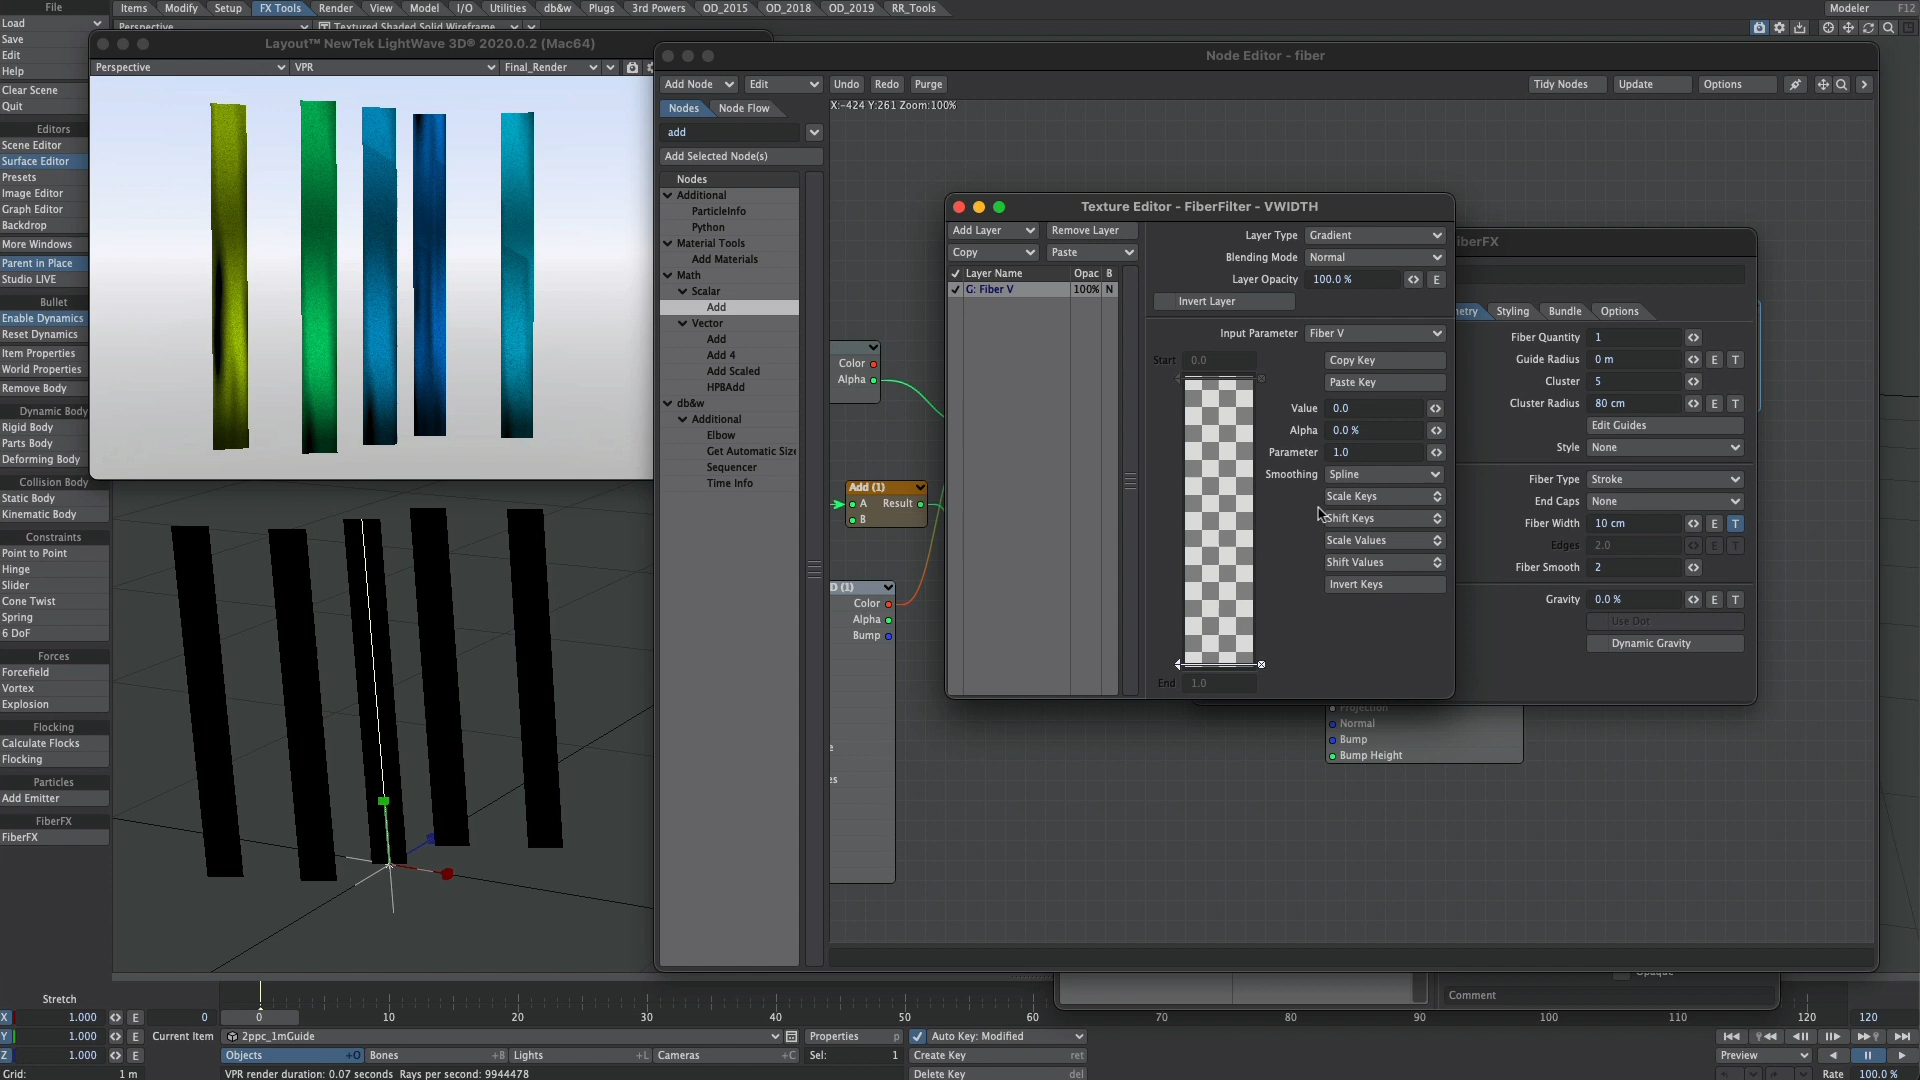 File Items Modify Setup FX Tools Render View Model I/O Utilities db&w Plugs 3rd Powers OD_2015 OD_2018 OD_2019 RR_Tools Modeler F12
Load
Save
Edit
Help
Clear Scene
Quit
Editors
Scene Editor
Surface Editor
Presets
Image Editor
Graph Editor
Backdrop
More Windows
Parent in Place
Studio LIVE
Bullet
Enable Dynamics
Reset Dynamics
Item Properties
World Properties
Remove Body
Dynamic Body
Rigid Body
Parts Body
Deforming Body
Collision Body
Static Body
Kinematic Body
Constraints
Point to Point
Hinge
Slider
Cone Twist
Spring
6 DoF
Forces
Forcefield
Vortex
Explosion
Flocking
Calculate Flocks
Flocking
Particles
Add Emitter
FiberFX
FiberFX
Perspective Textured Shaded Solid Wireframe
Layout™ NewTek LightWave 3D® 2020.0.2 (Mac64)
Perspective VPR Final_Render
Node Editor - fiber
Add Node Edit Undo Redo Purge Tidy Nodes Update Options
Nodes Node Flow X:-424 Y:261 Zoom:100%
add
Add Selected Node(s)
Nodes
Additional
ParticleInfo
Python
Material Tools
Add Materials
Math
Scalar
Add
Vector
Add
Add 4
Add Scaled
HPBAdd
db&w
Additional
Elbow
Get Automatic Size
Sequencer
Time Info
Color
Alpha
Add (1)
A Result
B
D (1)
Color
Alpha
Bump
e
es
Projection
Normal
Bump
Bump Height
Texture Editor - FiberFilter - VWIDTH
Add Layer Remove Layer
Copy Paste
Layer Name Opac B
G: Fiber V 100% N
Layer Type Gradient
Blending Mode Normal
Layer Opacity 100.0 % E
Invert Layer
Input Parameter Fiber V
Start 0.0
Copy Key
Paste Key
Value 0.0
Alpha 0.0 %
Parameter 1.0
Smoothing Spline
Scale Keys
Shift Keys
Scale Values
Shift Values
Invert Keys
End 1.0
iberFX
etry Styling Bundle Options
Fiber Quantity 1
Guide Radius 0 m E T
Cluster 5
Cluster Radius 80 cm E T
Edit Guides
Style None
Fiber Type Stroke
End Caps None
Fiber Width 10 cm E T
Edges 2.0 E T
Fiber Smooth 2
Gravity 0.0 % E T
Use Dot
Dynamic Gravity
Opaque
Comment
Stretch
X 1.000 E 0
Y 1.000 E
Z 1.000 E
Grid: 1 m
0 10 20 30 40 50 60 70 80 90 100 110 120 120
Current Item 2ppc_1mGuide Properties p Auto Key: Modified
Objects +O Bones +B Lights +L Cameras +C Sel: 1 Create Key ret
VPR render duration: 0.07 seconds Rays per second: 9944478 Delete Key del
Preview
Rate 100.0 %